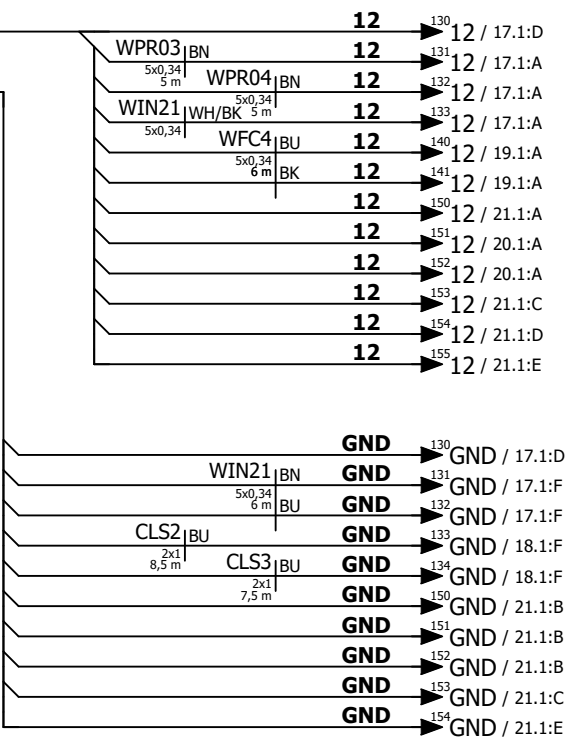 12 130 12 / 17.1:D
WPR03 BN 12 131 12 / 17.1:A
5x0,34
5 m
WPR04 BN 12 132 12 / 17.1:A
5x0,34
5 m
WIN21 WH/BK 12 133 12 / 17.1:A
5x0,34
WFC4 BU 12 140 12 / 19.1:A
5x0,34
6 m
BK 12 141 12 / 19.1:A
12 150 12 / 21.1:A
12 151 12 / 20.1:A
12 152 12 / 20.1:A
12 153 12 / 21.1:C
12 154 12 / 21.1:D
12 155 12 / 21.1:E
GND 130 GND / 17.1:D
WIN21 BN GND 131 GND / 17.1:F
5x0,34
6 m
BU GND 132 GND / 17.1:F
CLS2 BU GND 133 GND / 18.1:F
2x1
8,5 m
CLS3 BU GND 134 GND / 18.1:F
2x1
7,5 m
GND 150 GND / 21.1:B
GND 151 GND / 21.1:B
GND 152 GND / 21.1:B
GND 153 GND / 21.1:C
GND 154 GND / 21.1:E